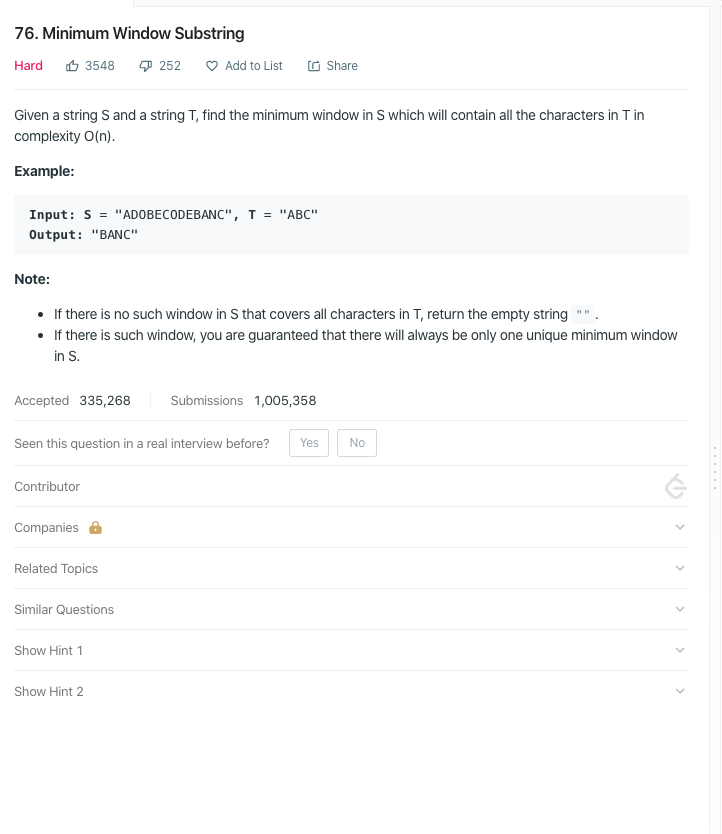 76. Minimum Window Substring
Hard 3548 252 Add to List Share
Given a string S and a string T, find the minimum window in S which will contain all the characters in T in
complexity O(n).
Example:
Input: S = "ADOBECODEBANC", T = "ABC"
Output: "BANC"
Note:
• If there is no such window in S that covers all characters in T, return the empty string "" .
• If there is such window, you are guaranteed that there will always be only one unique minimum window
in S.
Accepted 335,268 Submissions 1,005,358
Seen this question in a real interview before? Yes No
Contributor
Companies
Related Topics
Similar Questions
Show Hint 1
Show Hint 2